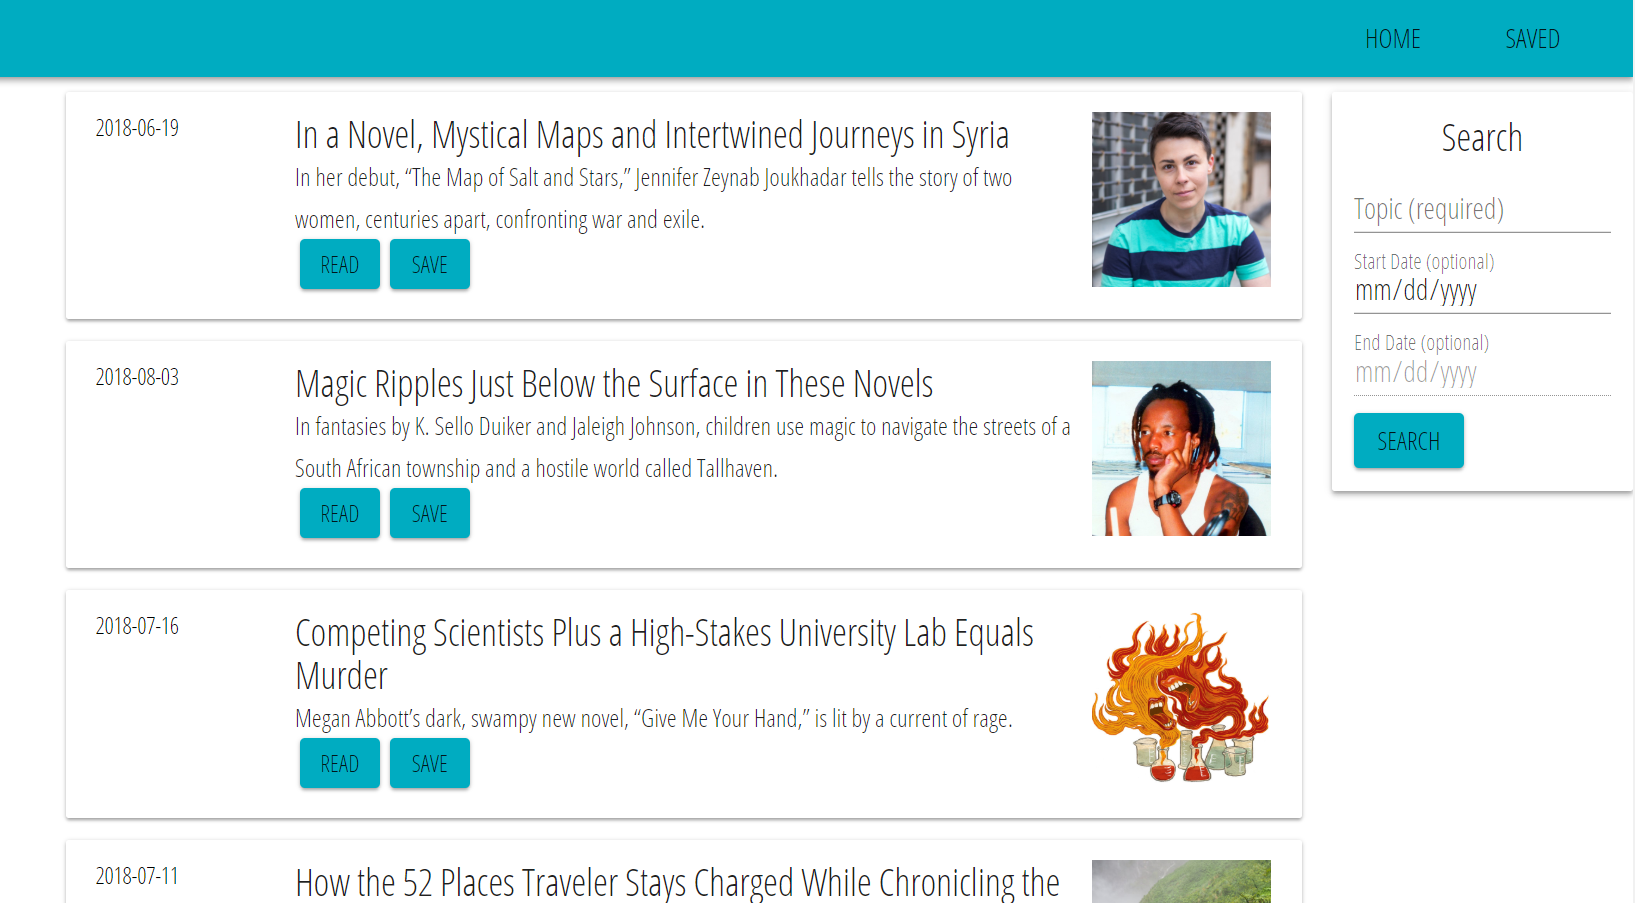 HOME
SAVED
2018-06-19
In a Novel, Mystical Maps and Intertwined Journeys in Syria
In her debut, “The Map of Salt and Stars,” Jennifer Zeynab Joukhadar tells the story of two
women, centuries apart, confronting war and exile.
READ
SAVE
2018-08-03
Magic Ripples Just Below the Surface in These Novels
In fantasies by K. Sello Duiker and Jaleigh Johnson, children use magic to navigate the streets of a
South African township and a hostile world called Tallhaven.
READ
SAVE
2018-07-16
Competing Scientists Plus a High-Stakes University Lab Equals
Murder
Megan Abbott’s dark, swampy new novel, “Give Me Your Hand,” is lit by a current of rage.
READ
SAVE
2018-07-11
How the 52 Places Traveler Stays Charged While Chronicling the
Search
Topic (required)
Start Date (optional)
mm/dd/yyyy
End Date (optional)
mm/dd/yyyy
SEARCH